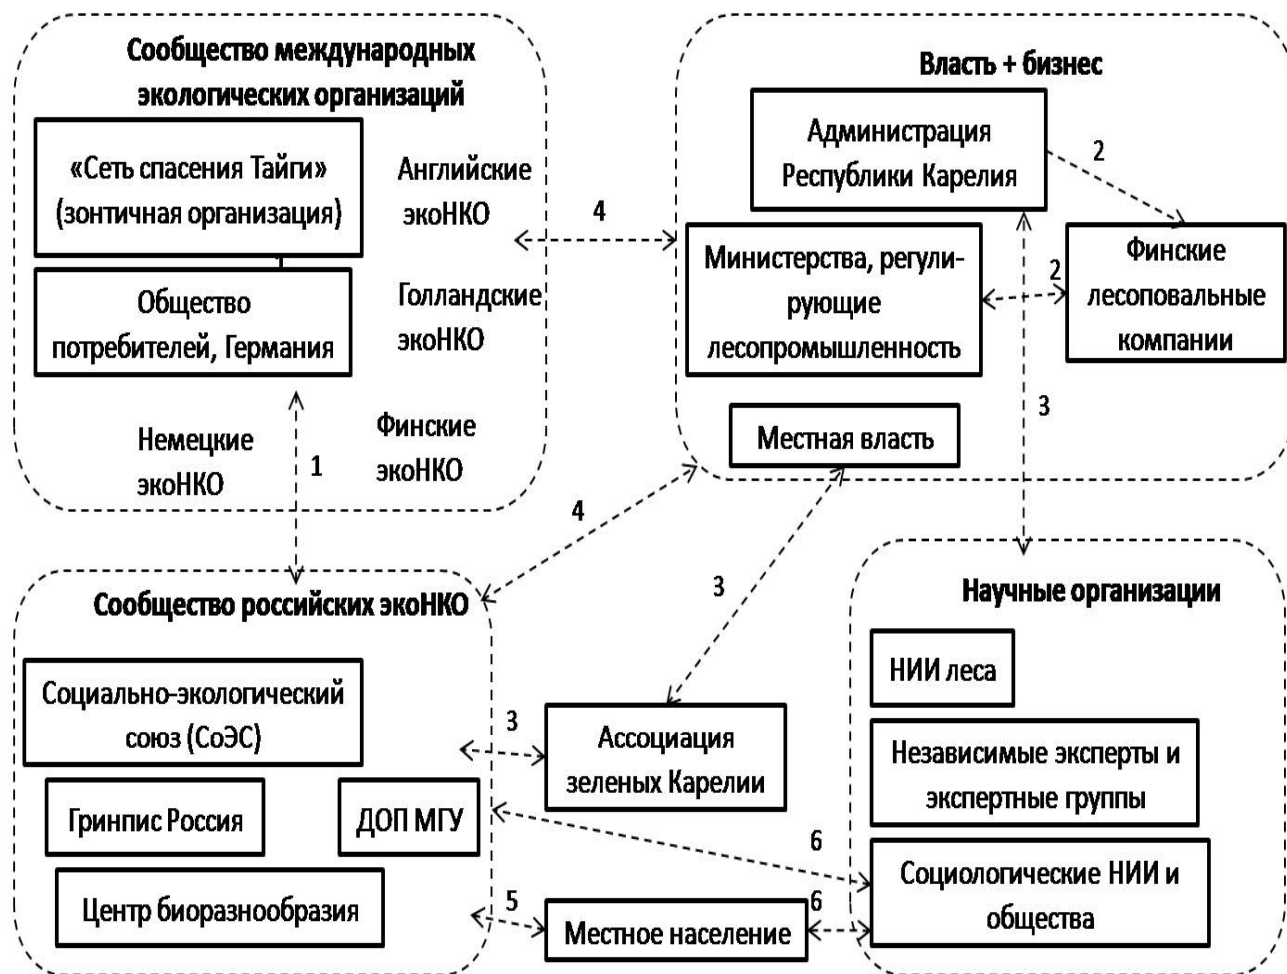 Сообщество международных
экологических организаций
«Сеть спасения Тайги»
(зонтичная организация)
Английские
экоНКО
Общество
потребителей, Германия
Голландские
экоНКО
Немецкие
экоНКО
Финские
экоНКО
1
4
Власть + бизнес
Администрация
Республики Карелия
2
Министерства, регули-
рующие
лесопромышленность
2
Финские
лесоповальные
компании
3
Местная власть
4
3
Сообщество российских экоНКО
Социально-экологический
союз (СоЭС)
Гринпис Россия
ДОП МГУ
Центр биоразнообразия
3
Ассоциация
зеленых Карелии
6
5
Местное население
6
Научные организации
НИИ леса
Независимые эксперты и
экспертные группы
Социологические НИИ и
общества